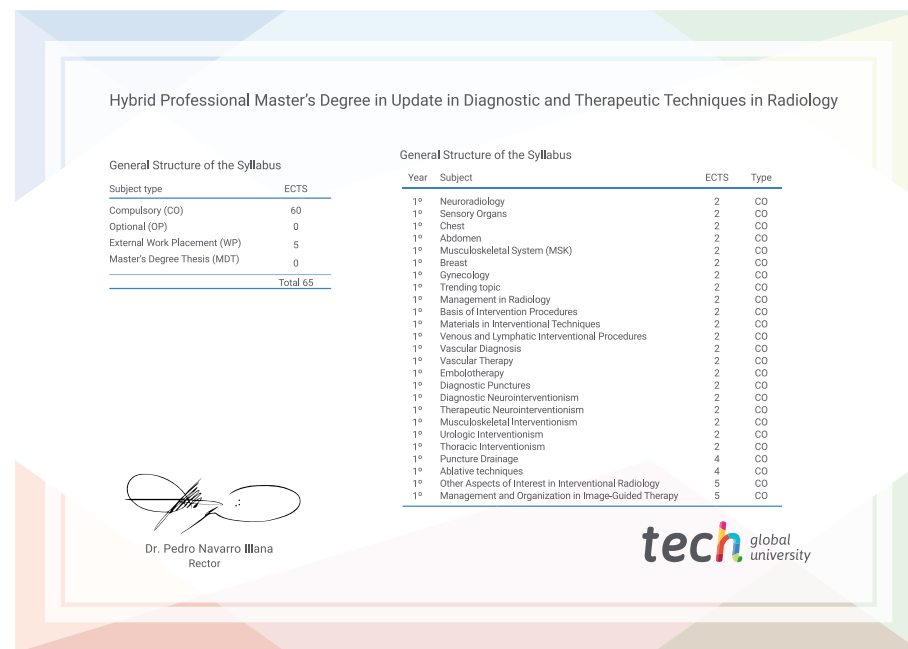 Hybrid Professional Master's Degree in Update in Diagnostic and Therapeutic Techniques in Radiology
General Structure of the Syllabus
Subject type ECTS
Compulsory (CO) 60
Optional (OP) 0
External Work Placement (WP) 5
Master's Degree Thesis (MDT) 0
Total 65
General Structure of the Syllabus
Year Subject ECTS Type
1º Neuroradiology 2 CO
1º Sensory Organs 2 CO
1º Chest 2 CO
1º Abdomen 2 CO
1º Musculoskeletal System (MSK) 2 CO
1º Breast 2 CO
1º Gynecology 2 CO
1º Trending topic 2 CO
1º Management in Radiology 2 CO
1º Basis of Intervention Procedures 2 CO
1º Materials in Interventional Techniques 2 CO
1º Venous and Lymphatic Interventional Procedures 2 CO
1º Vascular Diagnosis 2 CO
1º Vascular Therapy 2 CO
1º Embolotherapy 2 CO
1º Diagnostic Punctures 2 CO
1º Diagnostic Neurointerventionism 2 CO
1º Therapeutic Neurointerventionism 2 CO
1º Musculoskeletal Interventionism 2 CO
1º Urologic Interventionism 2 CO
1º Thoracic Interventionism 2 CO
1º Puncture Drainage 4 CO
1º Ablative techniques 4 CO
1º Other Aspects of Interest in Interventional Radiology 5 CO
1º Management and Organization in Image-Guided Therapy 5 CO
Dr. Pedro Navarro Illana
Rector
tech global
university